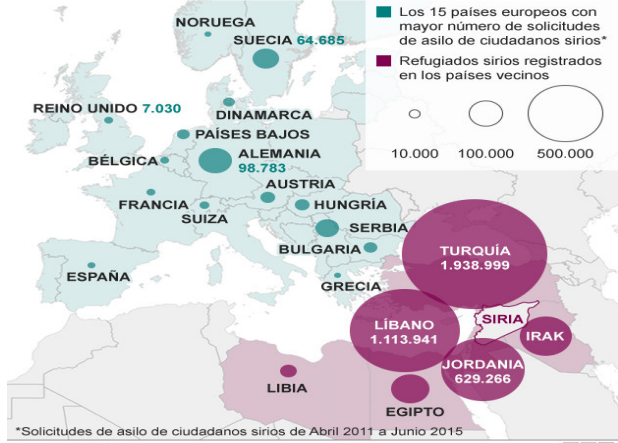 Los 15 países europeos con
mayor número de solicitudes
de asilo de ciudadanos sirios*
Refugiados sirios registrados
en los países vecinos
10.000
100.000
500.000
NORUEGA
SUECIA 64.685
REINO UNIDO 7.030
DINAMARCA
PAÍSES BAJOS
BÉLGICA
ALEMANIA
98.783
AUSTRIA
FRANCIA
HUNGRÍA
SUIZA
SERBIA
BULGARIA
ESPAÑA
GRECIA
TURQUÍA
1.938.999
SIRIA
LÍBANO
1.113.941
IRAK
JORDANIA
629.266
LIBIA
EGIPTO
*Solicitudes de asilo de ciudadanos sirios de Abril 2011 a Junio 2015